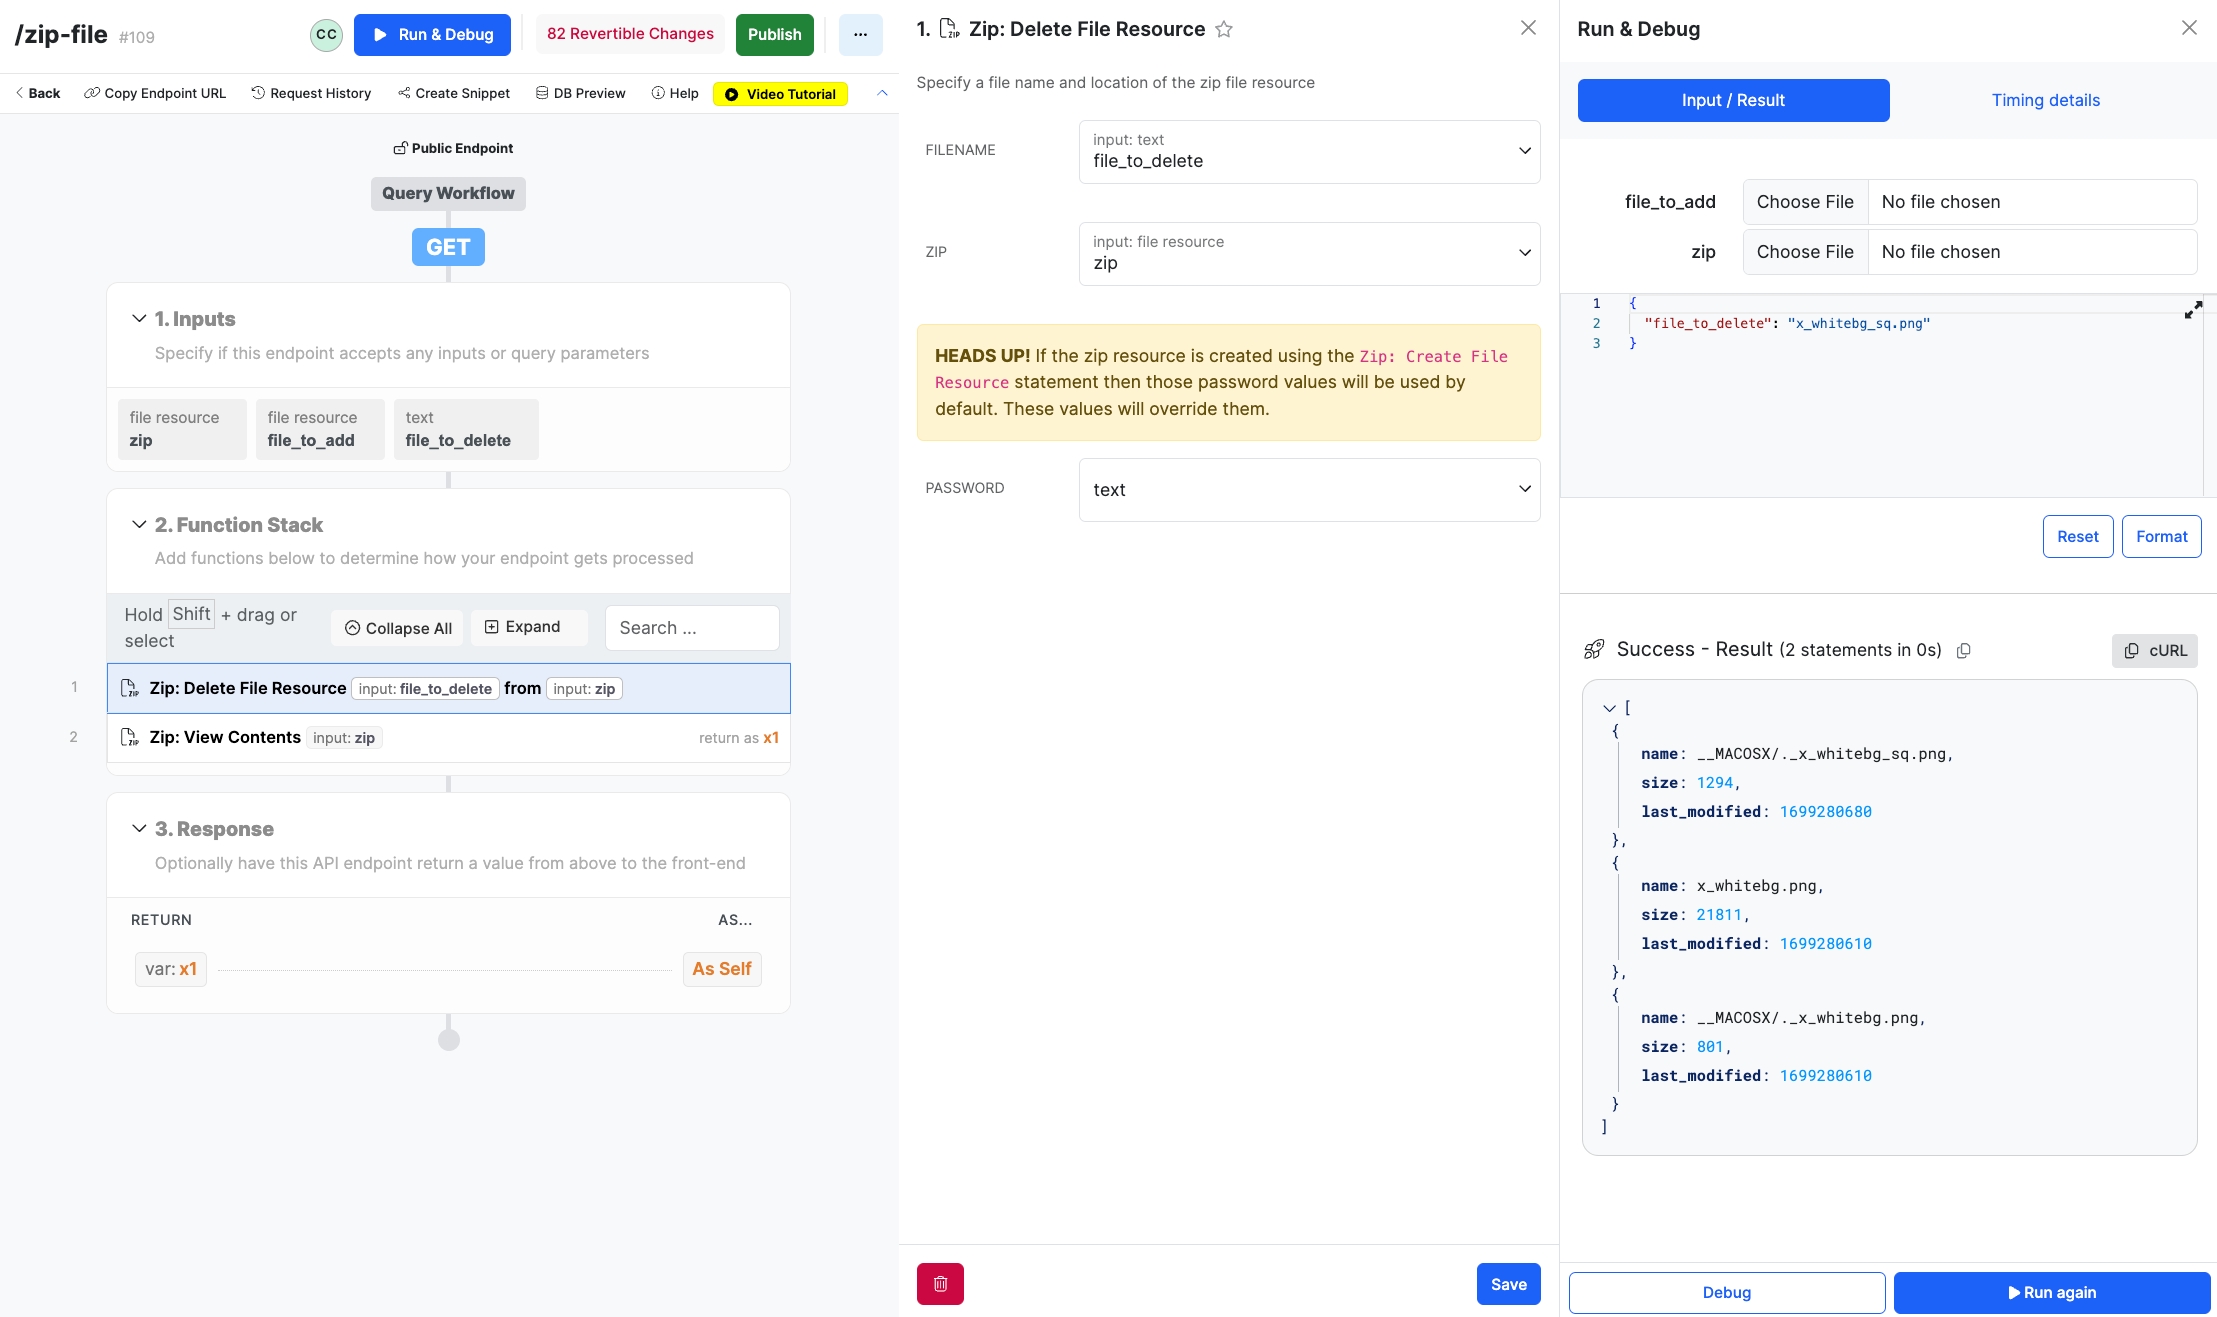 /zip-file #109
CC
Run & Debug
82 Revertible Changes
Publish
...
Back
Copy Endpoint URL
Request History
Create Snippet
DB Preview
Help
Video Tutorial
Public Endpoint
Query Workflow
GET
1. Inputs
Specify if this endpoint accepts any inputs or query parameters
file resource
zip
file resource
file_to_add
text
file_to_delete
2. Function Stack
Add functions below to determine how your endpoint gets processed
Hold Shift + drag or
select
Collapse All
Expand
Search ...
1
ZIP
Zip: Delete File Resource input: file_to_delete from input: zip
2
ZIP
Zip: View Contents input: zip
return as x1
3. Response
Optionally have this API endpoint return a value from above to the front-end
RETURN
AS...
var: x1
As Self
1. ZIP Zip: Delete File Resource
Specify a file name and location of the zip file resource
FILENAME
input: text
file_to_delete
ZIP
input: file resource
zip
HEADS UP! If the zip resource is created using the Zip: Create File
Resource statement then those password values will be used by
default. These values will override them.
PASSWORD
text
Save
Run & Debug
Input / Result
Timing details
file_to_add
Choose File
No file chosen
zip
Choose File
No file chosen
1 {
2 "file_to_delete": "x_whitebg_sq.png"
3 }
Reset
Format
Success - Result (2 statements in 0s)
cURL
[
{
name: __MACOSX/._x_whitebg_sq.png,
size: 1294,
last_modified: 1699280680
},
{
name: x_whitebg.png,
size: 21811,
last_modified: 1699280610
},
{
name: __MACOSX/._x_whitebg.png,
size: 801,
last_modified: 1699280610
}
]
Debug
Run again